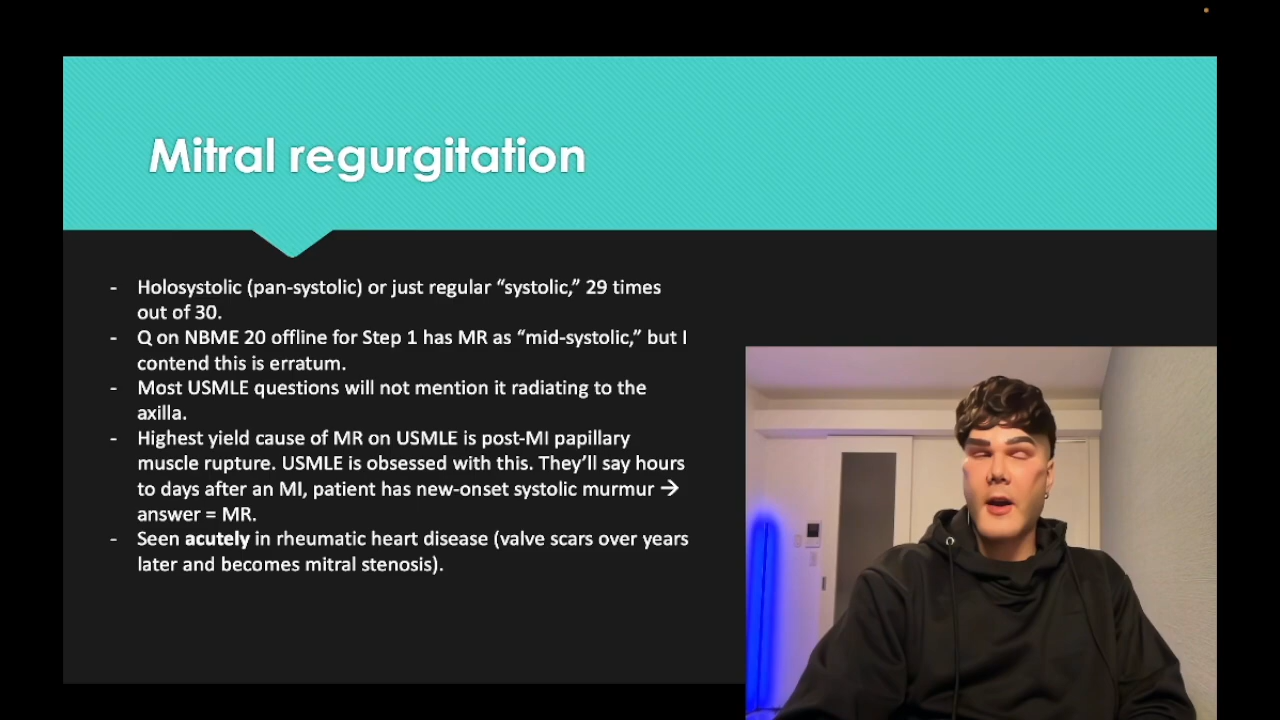 Mitral regurgitation
- Holosystolic (pan-systolic) or just regular “systolic,” 29 times
out of 30.
- Q on NBME 20 offline for Step 1 has MR as “mid-systolic,” but I
contend this is erratum.
- Most USMLE questions will not mention it radiating to the
axilla.
- Highest yield cause of MR on USMLE is post-MI papillary
muscle rupture. USMLE is obsessed with this. They’ll say hours
to days after an MI, patient has new-onset systolic murmur →
answer = MR.
- Seen acutely in rheumatic heart disease (valve scars over years
later and becomes mitral stenosis).